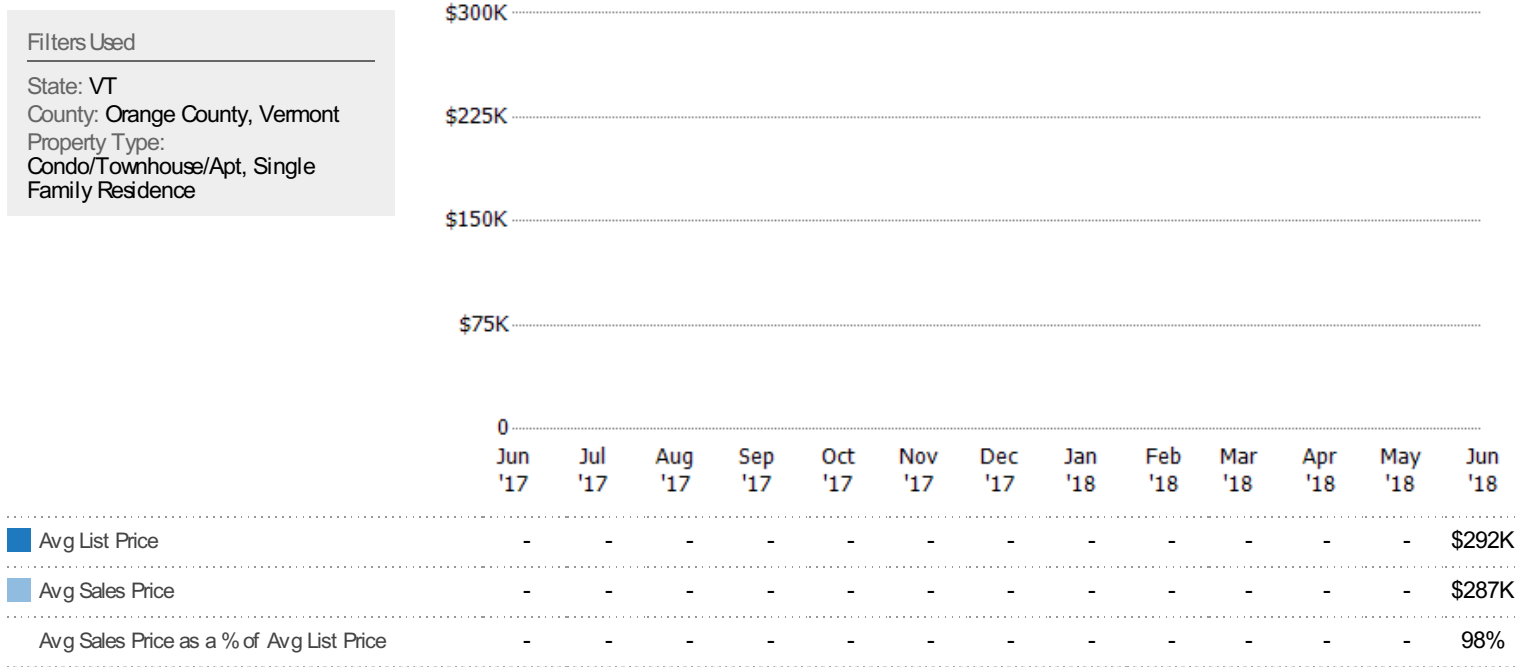 Filters Used
State: VT
County: Orange County, Vermont
Property Type:
Condo/Townhouse/Apt, Single
Family Residence
$300K
$225K
$150K
$75K
0
Jun Jul Aug Sep Oct Nov Dec Jan Feb Mar Apr May Jun
'17 '17 '17 '17 '17 '17 '17 '18 '18 '18 '18 '18 '18
Avg List Price - - - - - - - - - - - - $292K
Avg Sales Price - - - - - - - - - - - - $287K
Avg Sales Price as a % of Avg List Price - - - - - - - - - - - - 98%